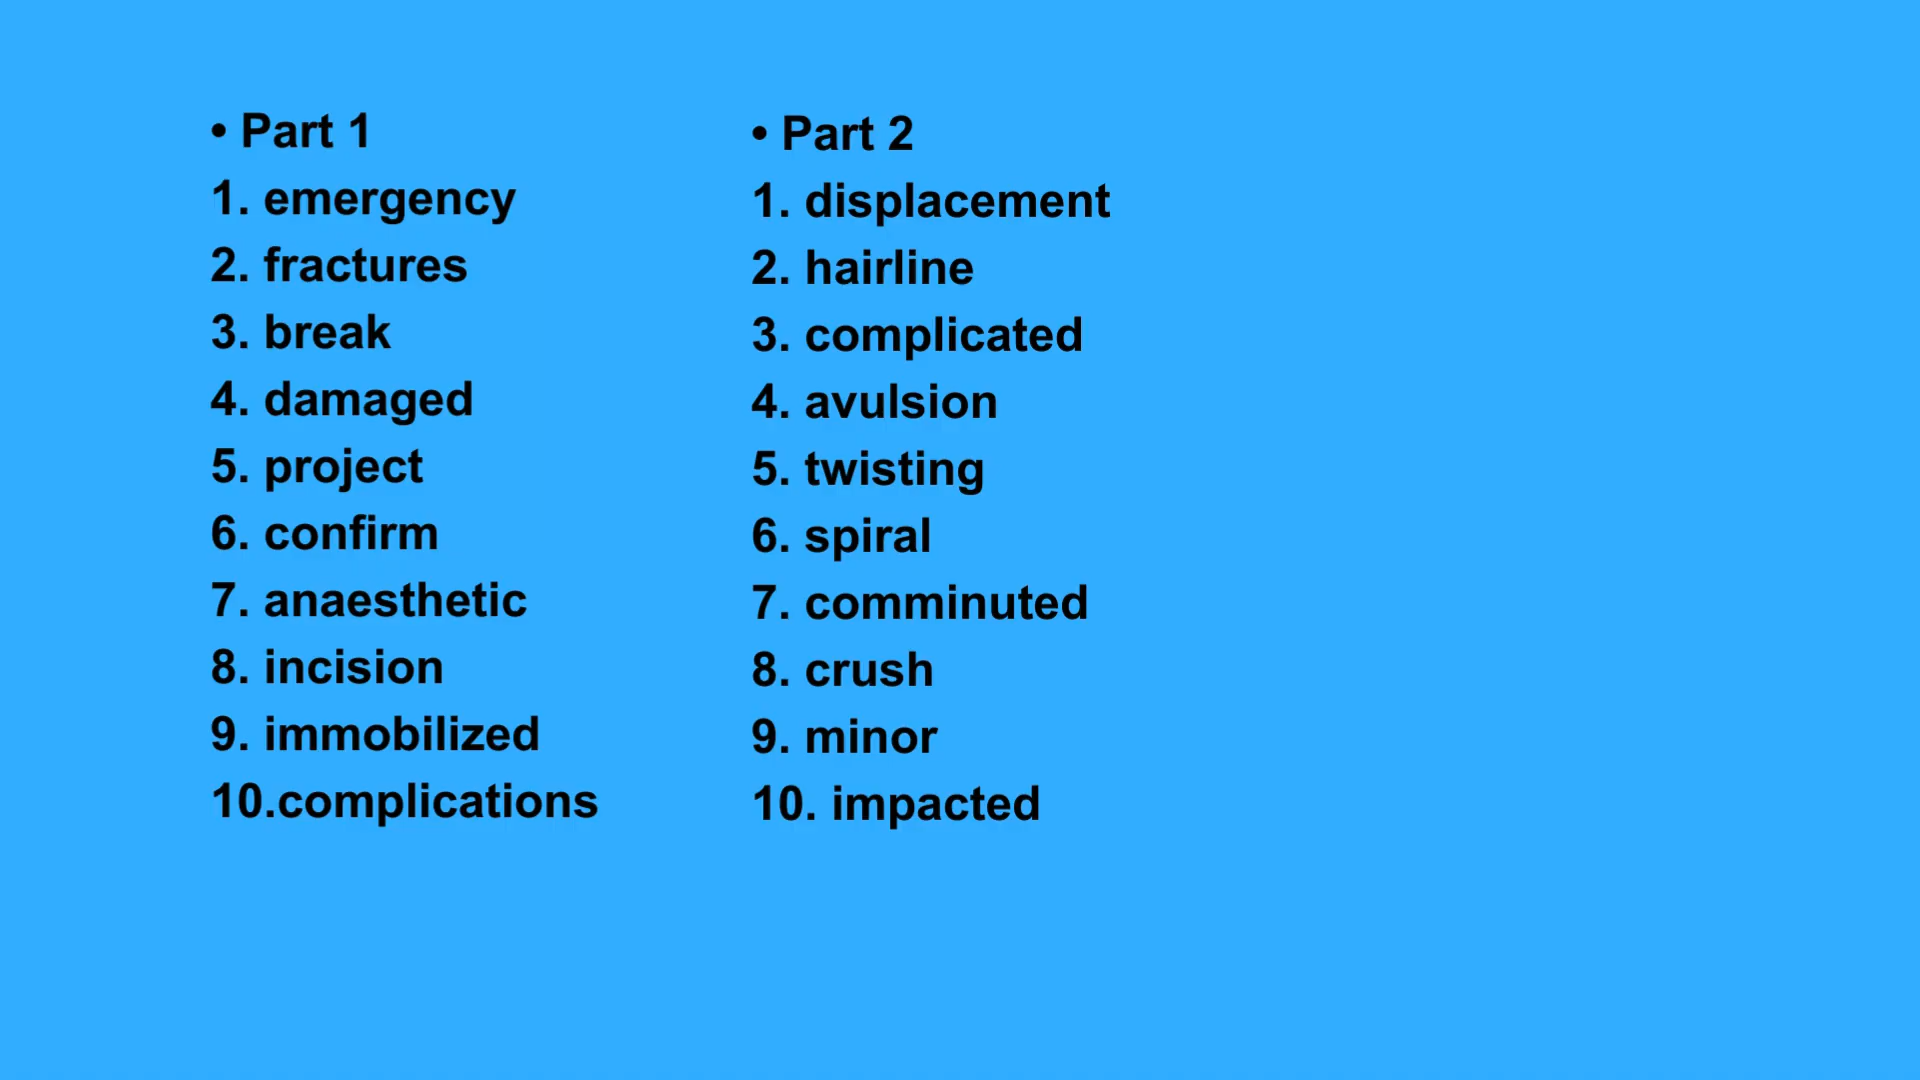 • Part 1
1. emergency
2. fractures
3. break
4. damaged
5. project
6. confirm
7. anaesthetic
8. incision
9. immobilized
10.complications
• Part 2
1. displacement
2. hairline
3. complicated
4. avulsion
5. twisting
6. spiral
7. comminuted
8. crush
9. minor
10. impacted